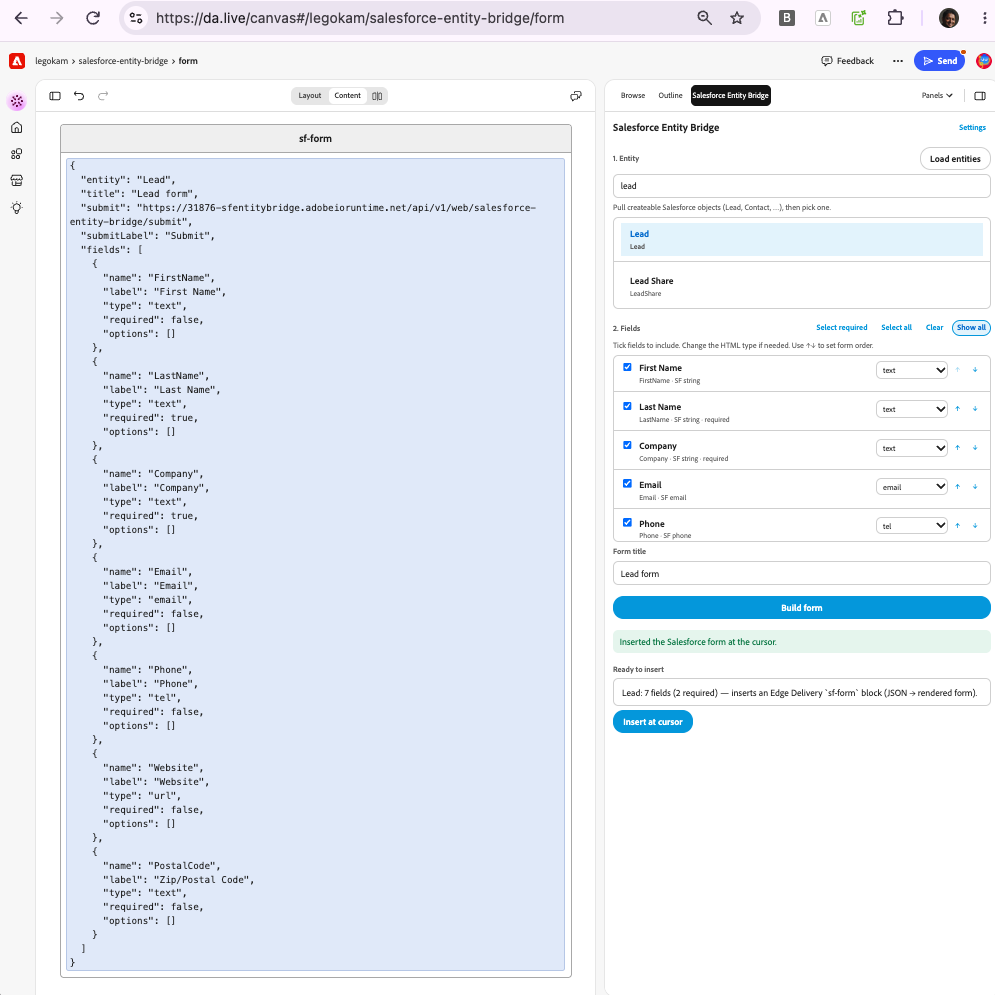 https://da.live/canvas#/legokam/salesforce-entity-bridge/form
B
A
legokam › salesforce-entity-bridge › form
Feedback
Send
Layout
Content
Browse
Outline
Salesforce Entity Bridge
Panels
sf-form
{
"entity": "Lead",
"title": "Lead form",
"submit": "https://31876-sfentitybridge.adobeioruntime.net/api/v1/web/salesforce-
entity-bridge/submit",
"submitLabel": "Submit",
"fields": [
{
"name": "FirstName",
"label": "First Name",
"type": "text",
"required": false,
"options": []
},
{
"name": "LastName",
"label": "Last Name",
"type": "text",
"required": true,
"options": []
},
{
"name": "Company",
"label": "Company",
"type": "text",
"required": true,
"options": []
},
{
"name": "Email",
"label": "Email",
"type": "email",
"required": false,
"options": []
},
{
"name": "Phone",
"label": "Phone",
"type": "tel",
"required": false,
"options": []
},
{
"name": "Website",
"label": "Website",
"type": "url",
"required": false,
"options": []
},
{
"name": "PostalCode",
"label": "Zip/Postal Code",
"type": "text",
"required": false,
"options": []
}
]
}
Salesforce Entity Bridge
Settings
1. Entity
Load entities
lead
Pull createable Salesforce objects (Lead, Contact, …), then pick one.
Lead
Lead
Lead Share
LeadShare
2. Fields
Select required
Select all
Clear
Show all
Tick fields to include. Change the HTML type if needed. Use ↑↓ to set form order.
First Name
FirstName · SF string
text
↑ ↓
Last Name
LastName · SF string · required
text
↑ ↓
Company
Company · SF string · required
text
↑ ↓
Email
Email · SF email
email
↑ ↓
Phone
Phone · SF phone
tel
↑ ↓
Form title
Lead form
Build form
Inserted the Salesforce form at the cursor.
Ready to insert
Lead: 7 fields (2 required) — inserts an Edge Delivery `sf-form` block (JSON → rendered form).
Insert at cursor